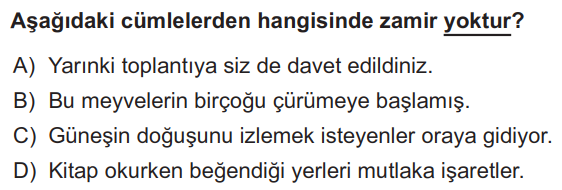 Aşağıdaki cümlelerden hangisinde zamir yoktur?
A) Yarınki toplantıya siz de davet edildiniz.
B) Bu meyvelerin birçoğu çürümeye başlamış.
C) Güneşin doğuşunu izlemek isteyenler oraya gidiyor.
D) Kitap okurken beğendiği yerleri mutlaka işaretler.